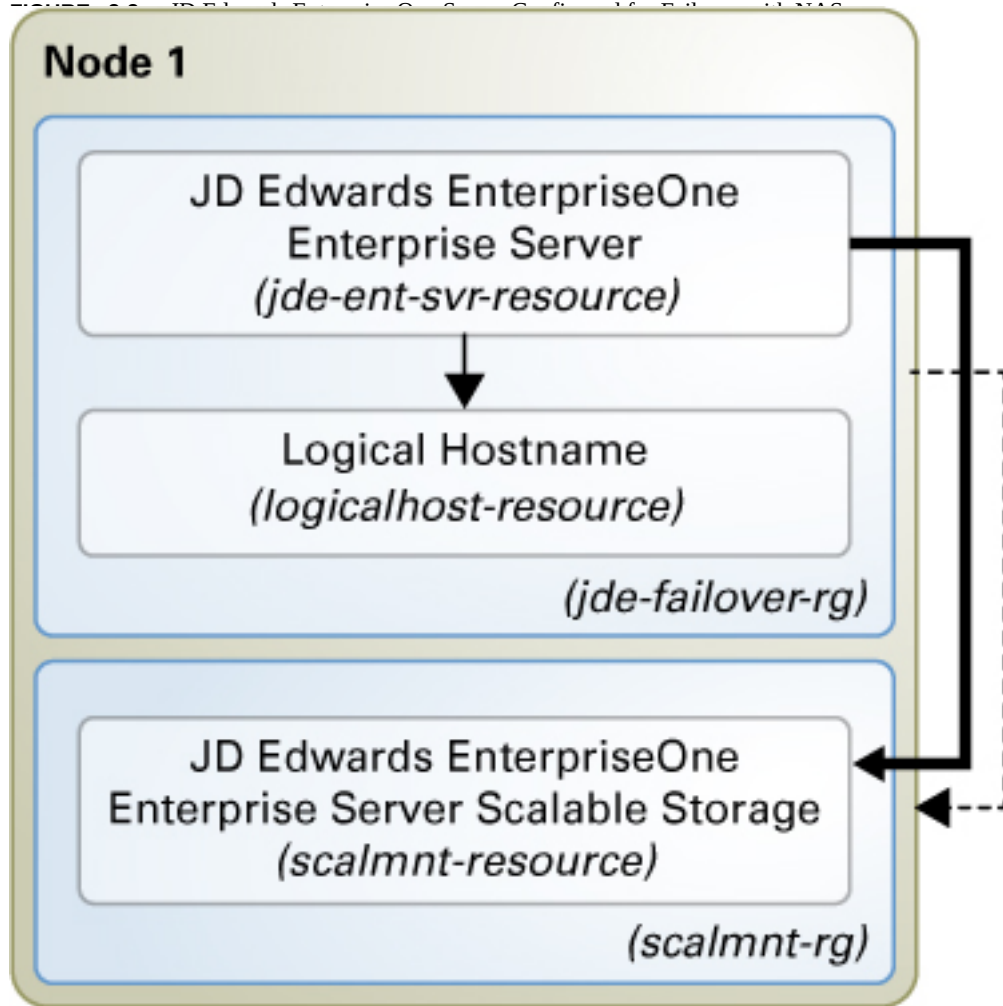 Node 1
JD Edwards EnterpriseOne
Enterprise Server
(jde-ent-svr-resource)
Logical Hostname
(logicalhost-resource)
(jde-failover-rg)
JD Edwards EnterpriseOne
Enterprise Server Scalable Storage
(scalmnt-resource)
(scalmnt-rg)